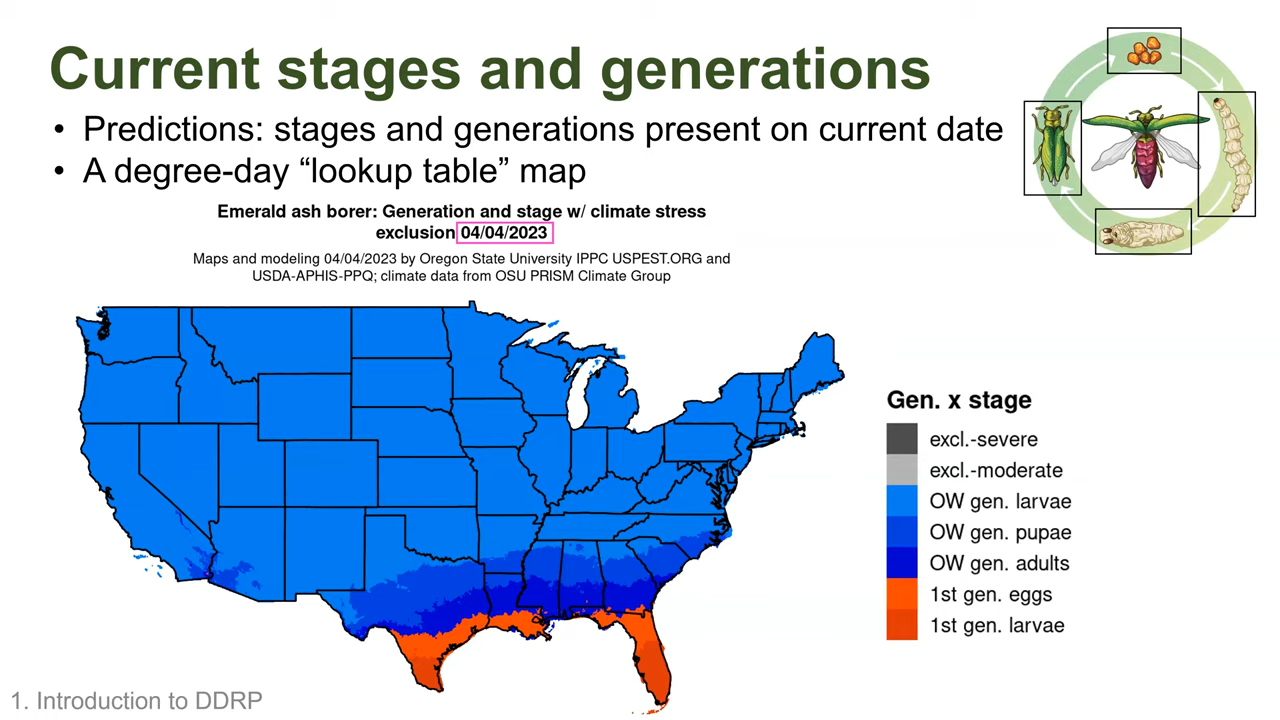 Current stages and generations
• Predictions: stages and generations present on current date
• A degree-day “lookup table” map
Emerald ash borer: Generation and stage w/ climate stress
exclusion 04/04/2023
Maps and modeling 04/04/2023 by Oregon State University IPPC USPEST.ORG and
USDA-APHIS-PPQ; climate data from OSU PRISM Climate Group
Gen. x stage
excl.-severe
excl.-moderate
OW gen. larvae
OW gen. pupae
OW gen. adults
1st gen. eggs
1st gen. larvae
1. Introduction to DDRP